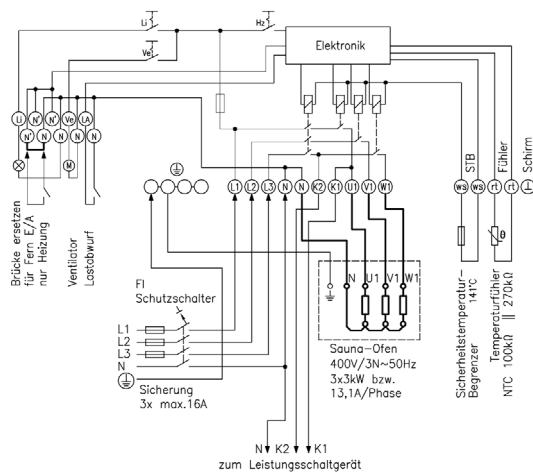 Li
Hz
Ve
Elektronik
Li N' N' Ve LA
N' N N N N
M
Brücke ersetzen
für Fern E/A
nur Heizung
Ventilator
Lastabwurf
L1 L2 L3 N N K2 K1 U1 V1 W1
ws ws rt rt
STB
Fühler
Schirm
FI
Schutzschalter
L1
L2
L3
N
Sicherung
3x max.16A
N U1 V1 W1
Sauna-Ofen
400V/3N~50Hz
3x3kW bzw.
13,1A/Phase
θ
Sicherheitstemperatur-
Begrenzer 141°C
Temperaturfühler
NTC 100kΩ || 270kΩ
N K2 K1
zum Leistungsschaltgerät